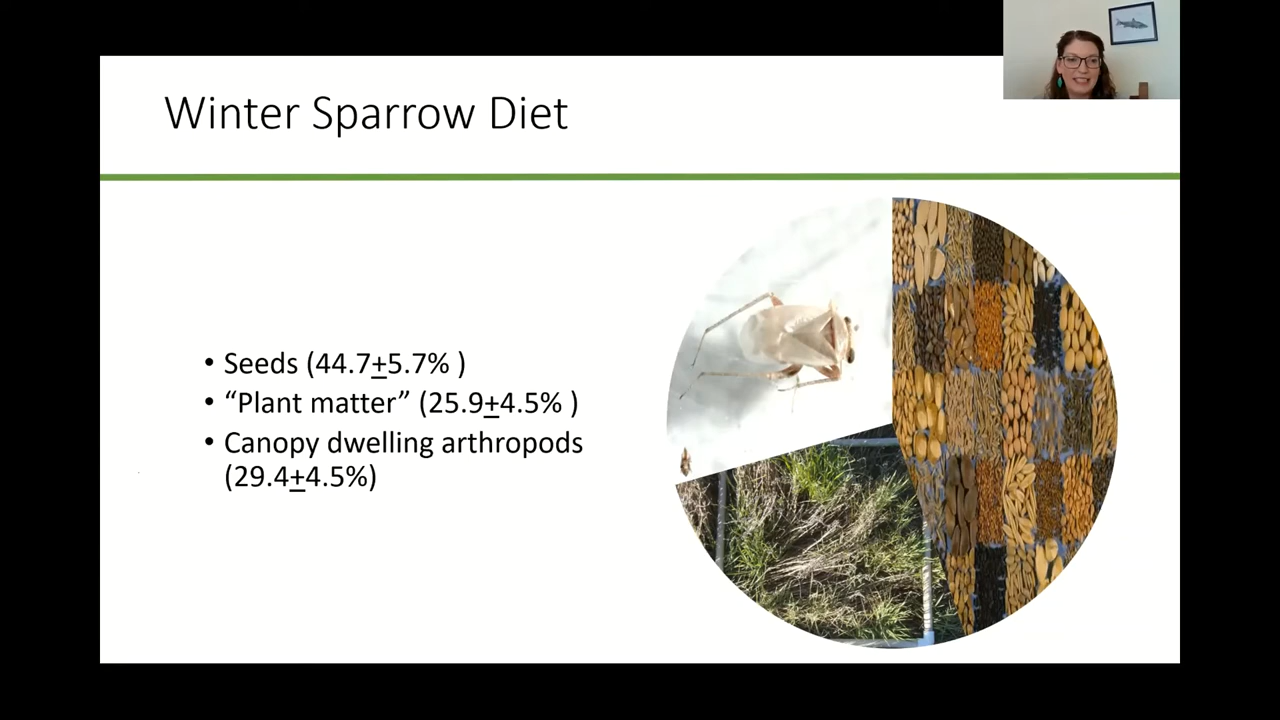 Winter Sparrow Diet
• Seeds (44.7±5.7% )
• “Plant matter” (25.9±4.5% )
• Canopy dwelling arthropods
(29.4±4.5%)